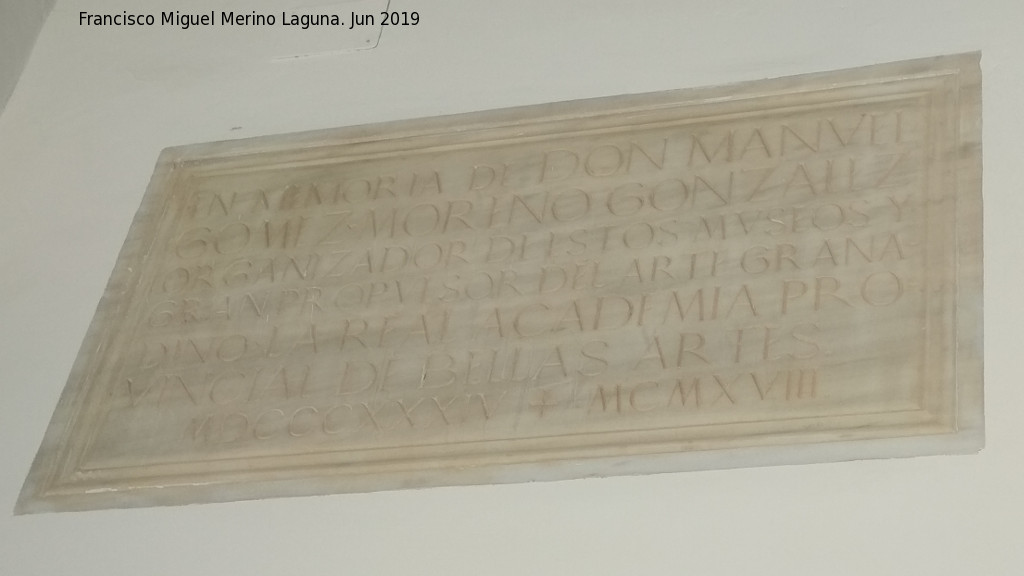 Francisco Miguel Merino Laguna. Jun 2019
EN MEMORIA DE DON MANVEL
GOMEZ-MORENO GONZALEZ
ORGANIZADOR DE ESTOS MVSEOS Y
GRAN PROPVLSOR DEL ARTE GRANA-
DINO. LA REAL ACADEMIA PRO
VINCIAL DE BELLAS ARTES.
MDCCCXXXIV + MCMXVIII